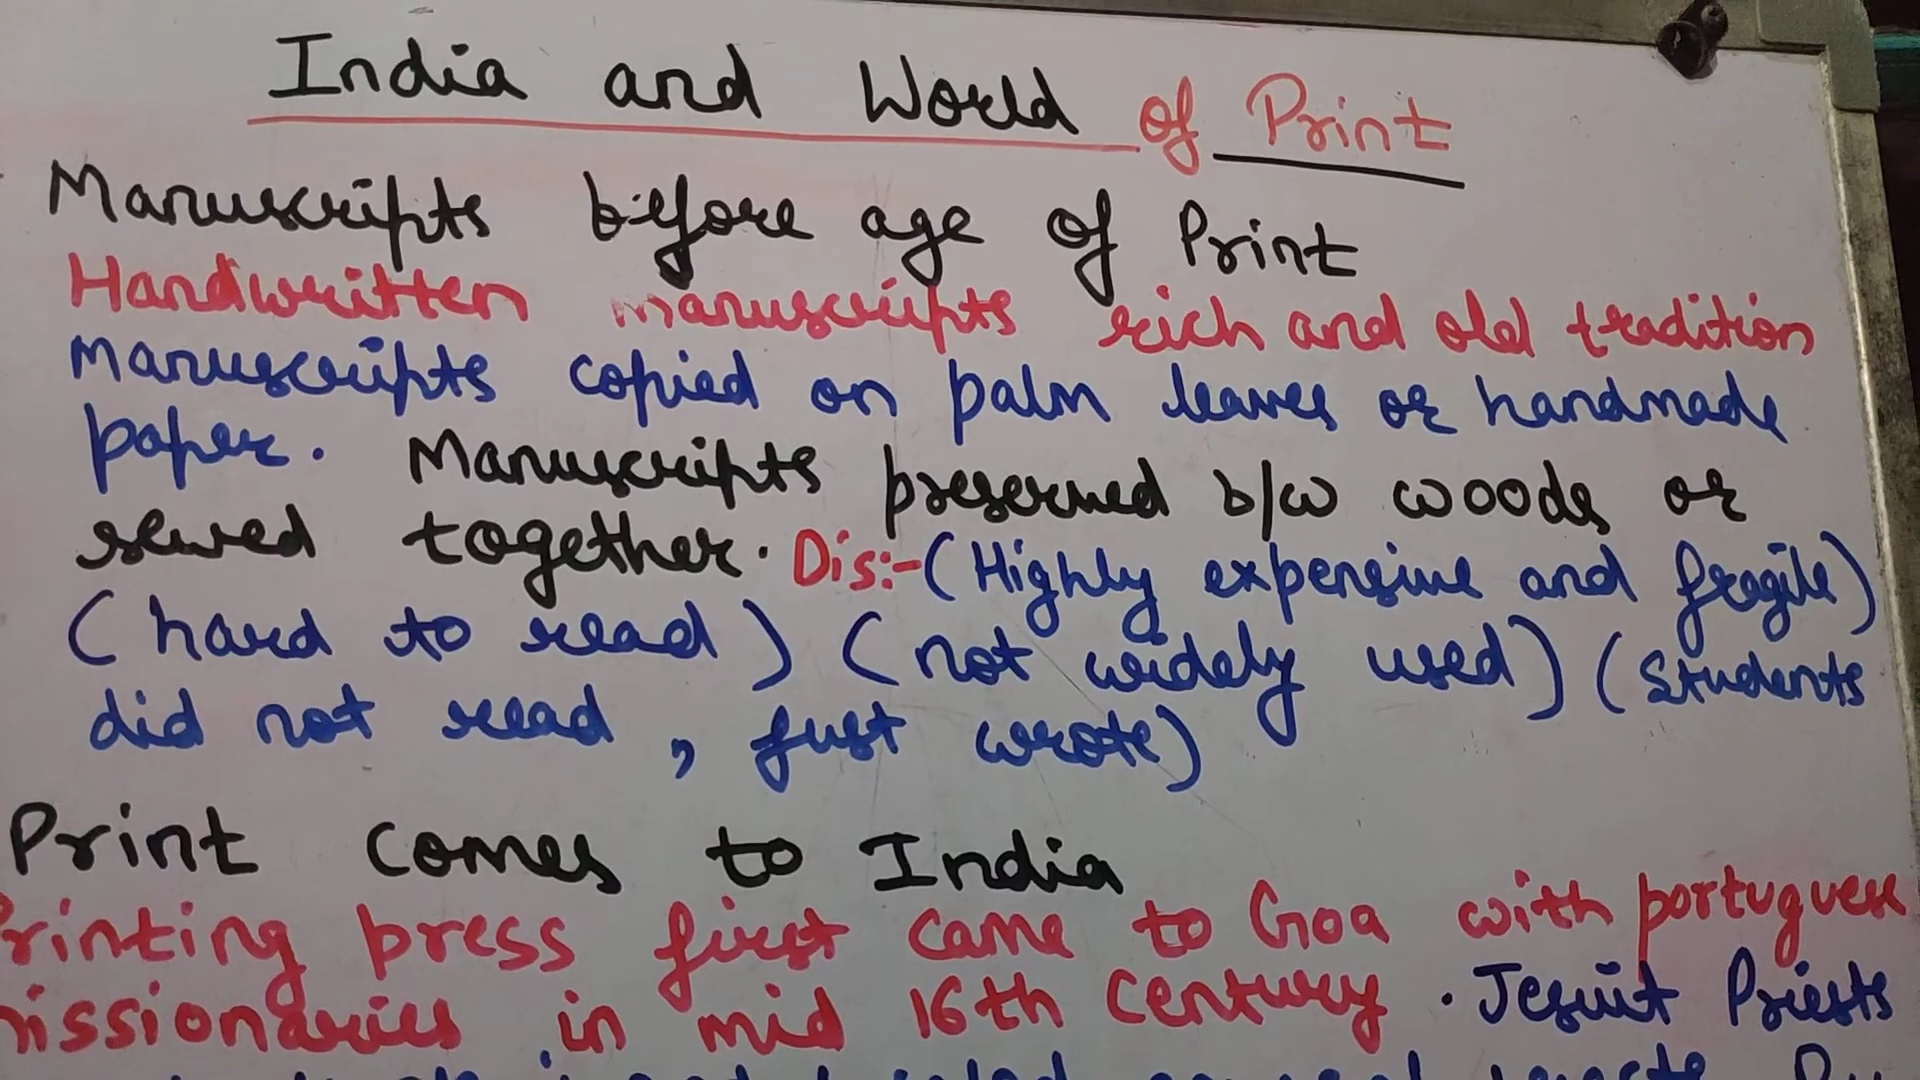 India and World of Print
Manuscripts before age of Print
Handwritten manuscripts rich and old tradition
Manuscripts copied on palm leaves or handmade
paper. Manuscripts preserved b/w woods or
sewed together. Dis:- (Highly expensive and fragile)
(hard to read) (not widely used) (Students
did not read, just wrote)
Print comes to India
Printing press first came to Goa with portuguese
missionaries in mid 16th century. Jesuit Priests